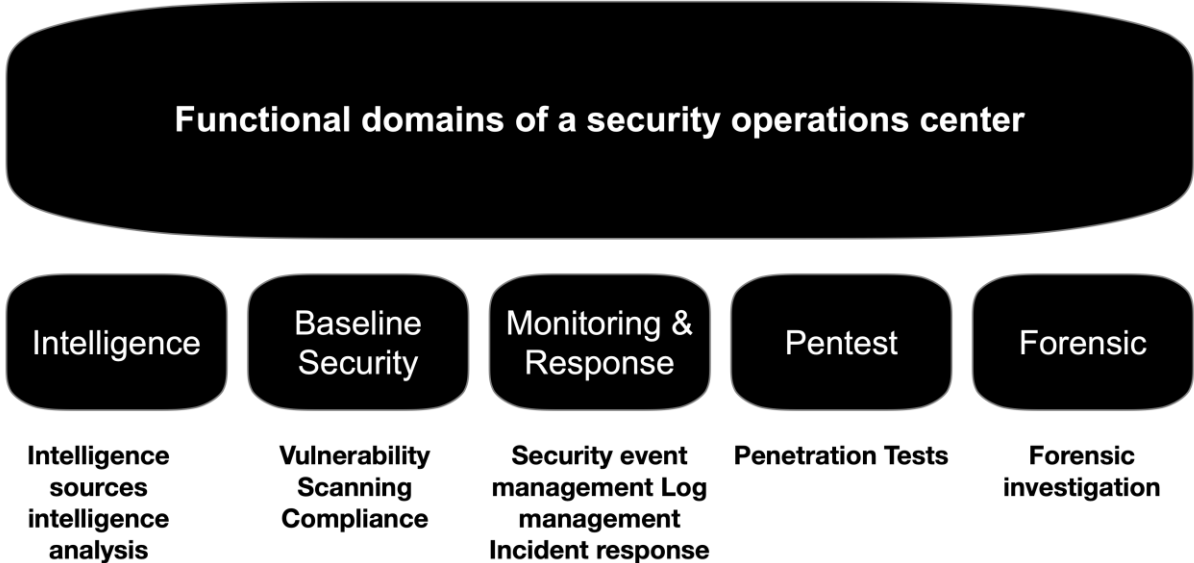 Functional domains of a security operations center
Intelligence
Baseline
Security
Monitoring &
Response
Pentest
Forensic
Intelligence
sources
intelligence
analysis
Vulnerability
Scanning
Compliance
Security event
management Log
management
Incident response
Penetration Tests
Forensic
investigation